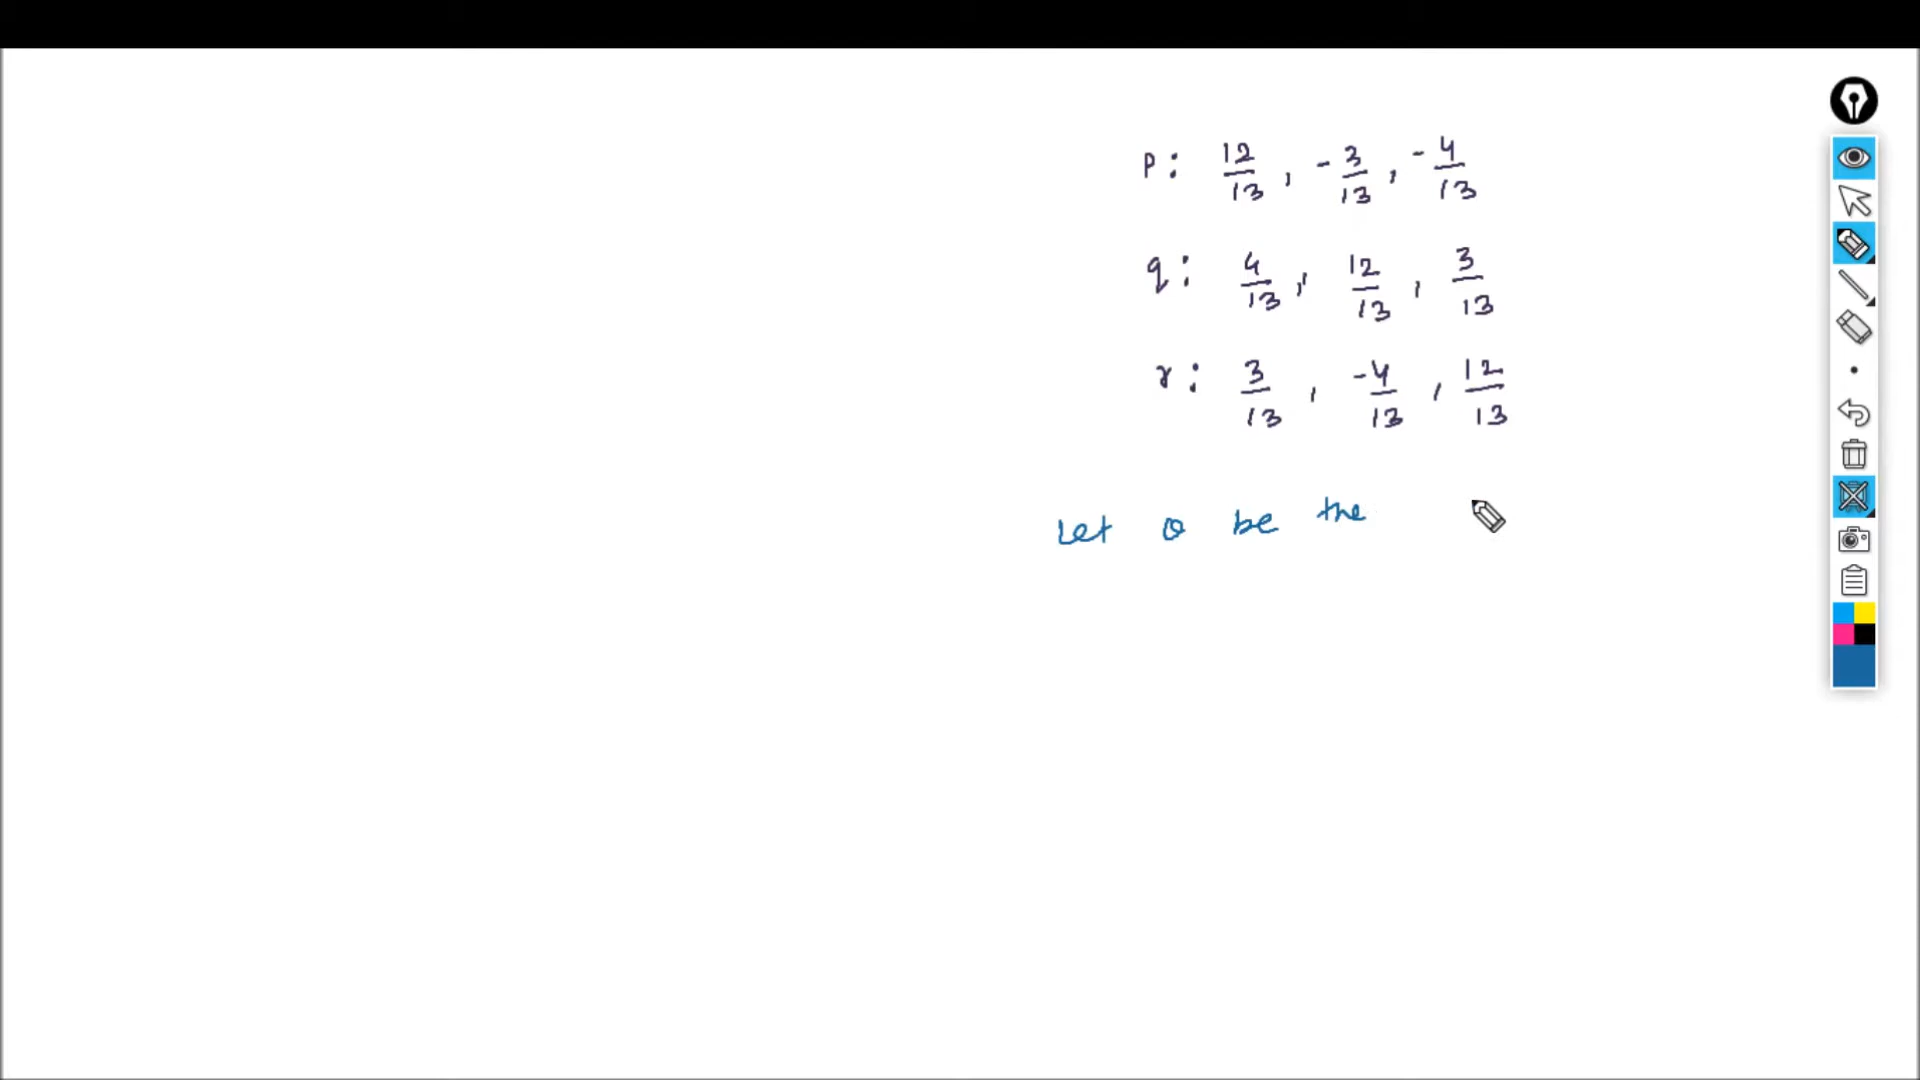 p: 12/13, -3/13, -4/13
q: 4/13, 12/13, 3/13
r: 3/13, -4/13, 12/13
Let θ be the